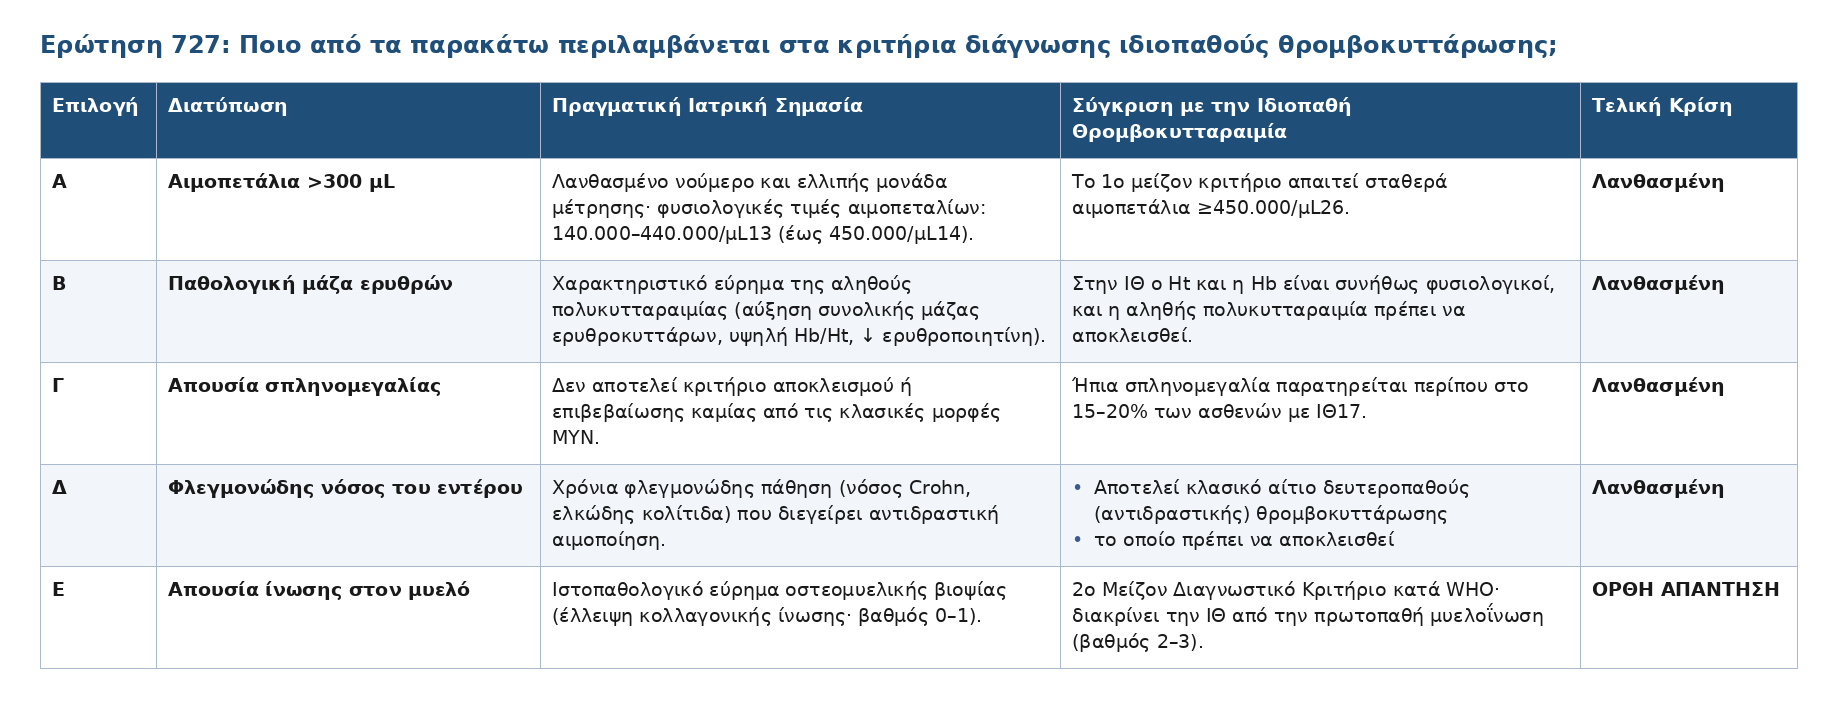 Ερώτηση 727: Ποιο από τα παρακάτω περιλαμβάνεται στα κριτήρια διάγνωσης ιδιοπαθούς θρομβοκυττάρωσης;
Επιλογή
Διατύπωση
Πραγματική Ιατρική Σημασία
Σύγκριση με την Ιδιοπαθή
Θρομβοκυτταραιμία
Τελική Κρίση
Α
Αιμοπετάλια >300 μL
Λανθασμένο νούμερο και ελλιπής μονάδα
μέτρησης· φυσιολογικές τιμές αιμοπεταλίων:
140.000–440.000/μL13 (έως 450.000/μL14).
Το 1ο μείζον κριτήριο απαιτεί σταθερά
αιμοπετάλια ≥450.000/μL26.
Λανθασμένη
Β
Παθολογική μάζα ερυθρών
Χαρακτηριστικό εύρημα της αληθούς
πολυκυτταραιμίας (αύξηση συνολικής μάζας
ερυθροκυττάρων, υψηλή Hb/Ht, ↓ ερυθροποιητίνη).
Στην ΙΘ ο Ht και η Hb είναι συνήθως φυσιολογικοί,
και η αληθής πολυκυτταραιμία πρέπει να
αποκλεισθεί.
Λανθασμένη
Γ
Απουσία σπληνομεγαλίας
Δεν αποτελεί κριτήριο αποκλεισμού ή
επιβεβαίωσης καμίας από τις κλασικές μορφές
ΜΥΝ.
Ήπια σπληνομεγαλία παρατηρείται περίπου στο
15–20% των ασθενών με ΙΘ17.
Λανθασμένη
Δ
Φλεγμονώδης νόσος του εντέρου
Χρόνια φλεγμονώδης πάθηση (νόσος Crohn,
ελκώδης κολίτιδα) που διεγείρει αντιδραστική
αιμοποίηση.
• Αποτελεί κλασικό αίτιο δευτεροπαθούς
(αντιδραστικής) θρομβοκυττάρωσης
• το οποίο πρέπει να αποκλεισθεί
Λανθασμένη
Ε
Απουσία ίνωσης στον μυελό
Ιστοπαθολογικό εύρημα οστεομυελικής βιοψίας
(έλλειψη κολλαγονικής ίνωσης· βαθμός 0–1).
2ο Μείζον Διαγνωστικό Κριτήριο κατά WHO·
διακρίνει την ΙΘ από την πρωτοπαθή μυελοΐνωση
(βαθμός 2–3).
ΟΡΘΗ ΑΠΑΝΤΗΣΗ